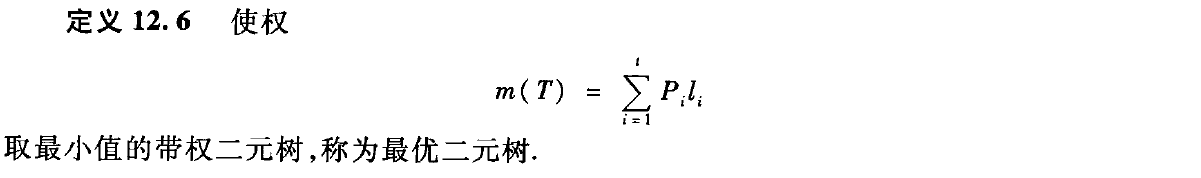 定义 12.6 使权
m(T) = \sum_{i=1}^{t} P_i l_i
取最小值的带权二元树,称为最优二元树.